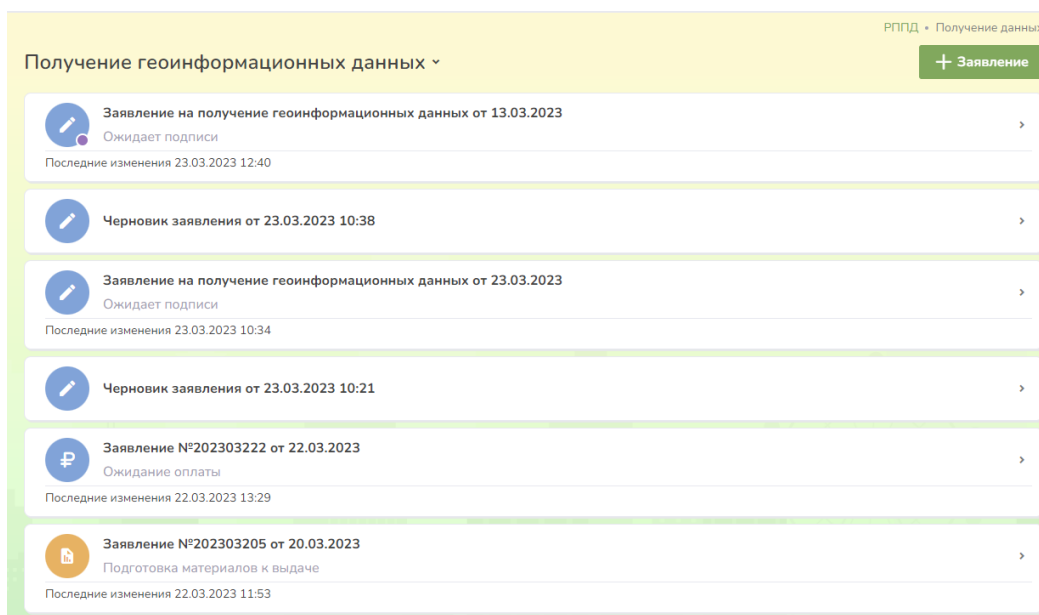 РППД • Получение данных
Получение геоинформационных данных
+ Заявление
Заявление на получение геоинформационных данных от 13.03.2023
Ожидает подписи
Последние изменения 23.03.2023 12:40
Черновик заявления от 23.03.2023 10:38
Заявление на получение геоинформационных данных от 23.03.2023
Ожидает подписи
Последние изменения 23.03.2023 10:34
Черновик заявления от 23.03.2023 10:21
₽
Заявление №202303222 от 22.03.2023
Ожидание оплаты
Последние изменения 22.03.2023 13:29
Заявление №202303205 от 20.03.2023
Подготовка материалов к выдаче
Последние изменения 22.03.2023 11:53